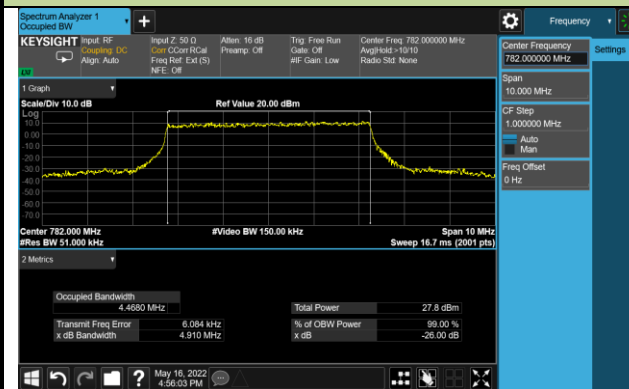 Spectrum Analyzer 1
Occupied BW
Frequency
KEYSIGHT
Input: RF
Coupling: DC
Align: Auto
Input Z: 50 Ω
Corr CCorr RCal
Freq Ref: Ext (S)
NFE: Off
Atten: 16 dB
Preamp: Off
Trig: Free Run
Gate: Off
#IF Gain: Low
Center Freq: 782.000000 MHz
Avg|Hold:>10/10
Radio Std: None
LXI
Center Frequency
782.000000 MHz
Settings
Span
10.000 MHz
CF Step
1.000000 MHz
Auto
Man
Freq Offset
0 Hz
1 Graph
Scale/Div 10.0 dB
Ref Value 20.00 dBm
Log
10.0
0.00
-10.0
-20.0
-30.0
-40.0
-50.0
-60.0
-70.0
Center 782.000 MHz
#Video BW 150.00 kHz
Span 10 MHz
#Res BW 51.000 kHz
Sweep 16.7 ms (2001 pts)
2 Metrics
Occupied Bandwidth
4.4680 MHz
Total Power
27.8 dBm
Transmit Freq Error
6.084 kHz
% of OBW Power
99.00 %
x dB Bandwidth
4.910 MHz
x dB
-26.00 dB
May 16, 2022
4:56:03 PM